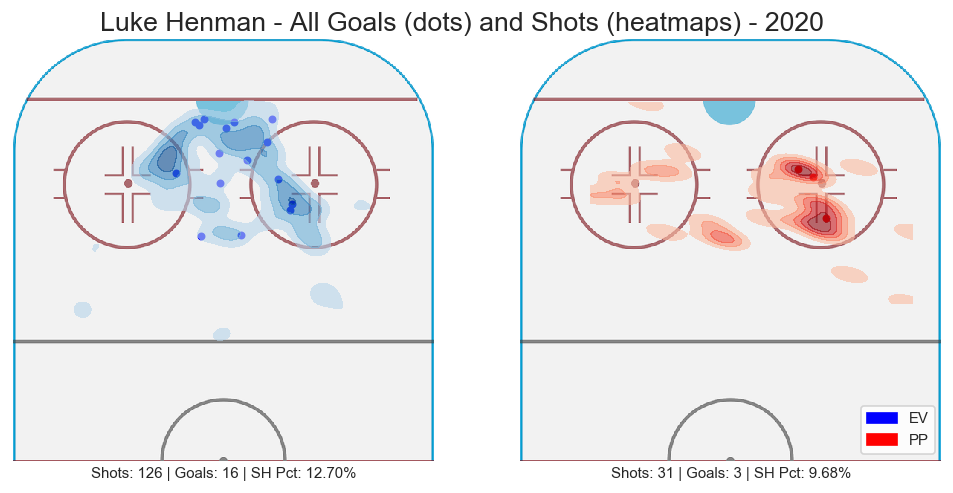 Luke Henman - All Goals (dots) and Shots (heatmaps) - 2020
EV
PP
Shots: 126 | Goals: 16 | SH Pct: 12.70%
Shots: 31 | Goals: 3 | SH Pct: 9.68%